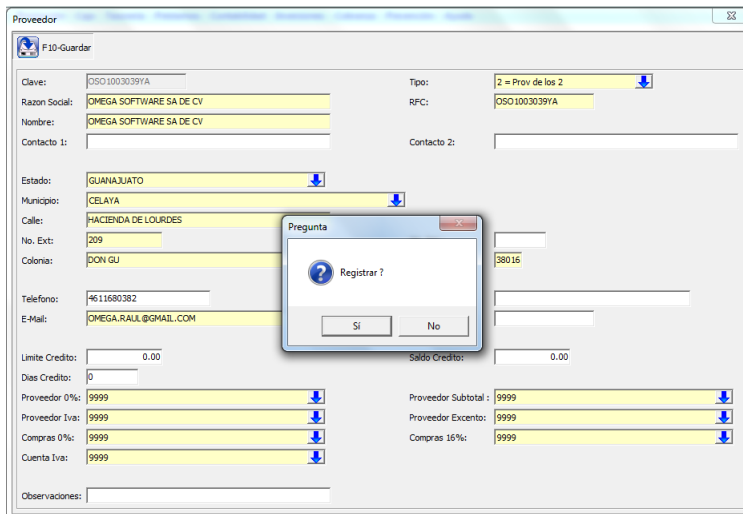 Proveedor
F10-Guardar
Clave: OSO1003039YA Tipo: 2 = Prov de los 2
Razon Social: OMEGA SOFTWARE SA DE CV RFC: OSO1003039YA
Nombre: OMEGA SOFTWARE SA DE CV
Contacto 1: Contacto 2:
Estado: GUANAJUATO
Municipio: CELAYA
Calle: HACIENDA DE LOURDES
Pregunta
No. Ext: 209
Colonia: DON GU 38016
Registrar ?
Telefono: 4611680382
E-Mail: OMEGA.RAUL@GMAIL.COM
Sí No
Limite Credito: 0.00 Saldo Credito: 0.00
Dias Credito: 0
Proveedor 0%: 9999 Proveedor Subtotal : 9999
Proveedor Iva: 9999 Proveedor Excento: 9999
Compras 0%: 9999 Compras 16%: 9999
Cuenta Iva: 9999
Observaciones: